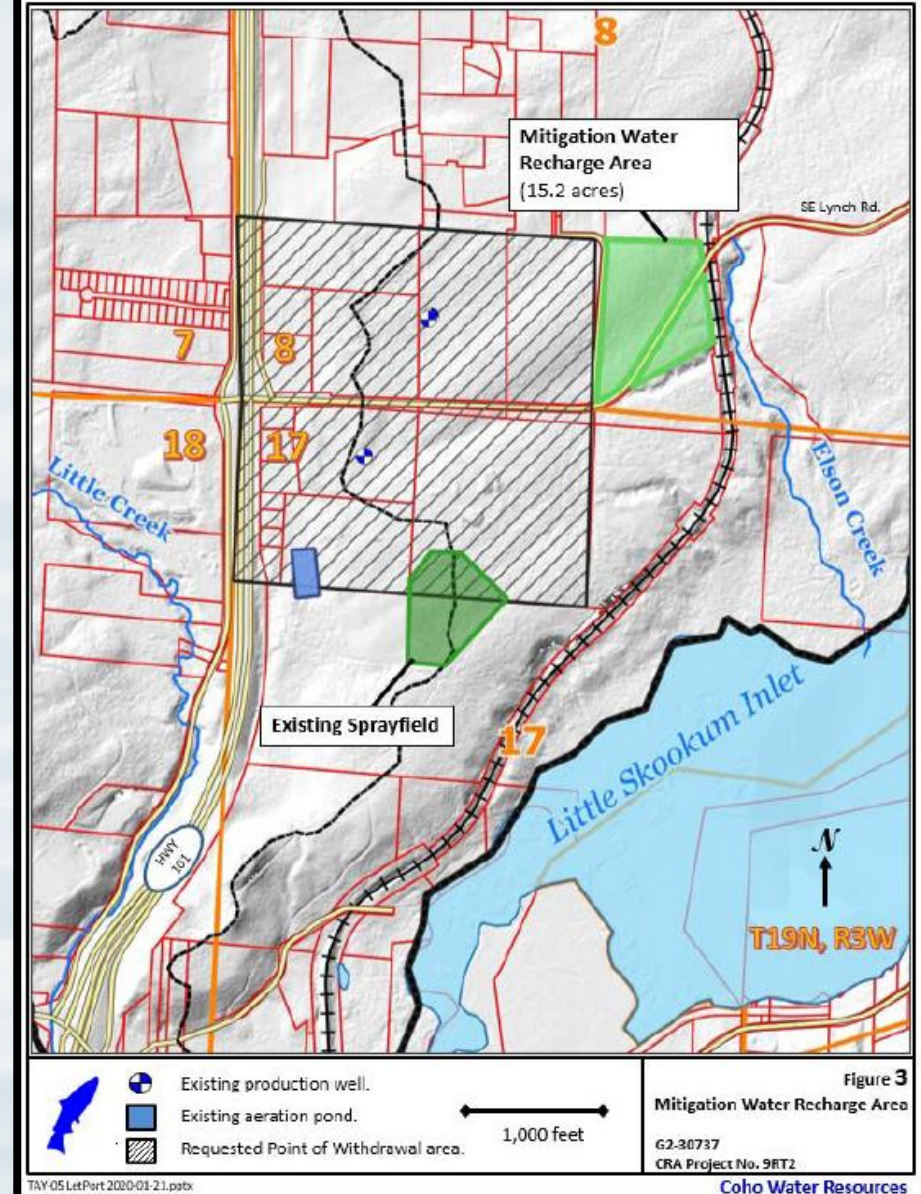 8
Mitigation Water
Recharge Area
(15.2 acres)
SE Lynch Rd.
7
8
18
17
Little Creek
Elson Creek
Existing Sprayfield
17
Little Skookum Inlet
HWY
101
N
T19N, R3W
Existing production well.
Existing aeration pond.
Requested Point of Withdrawal area.
1,000 feet
Figure 3
Mitigation Water Recharge Area
G2-30737
CRA Project No. 9RT2
TAY-05 LetPort 2020-01-21.pptx
Coho Water Resources